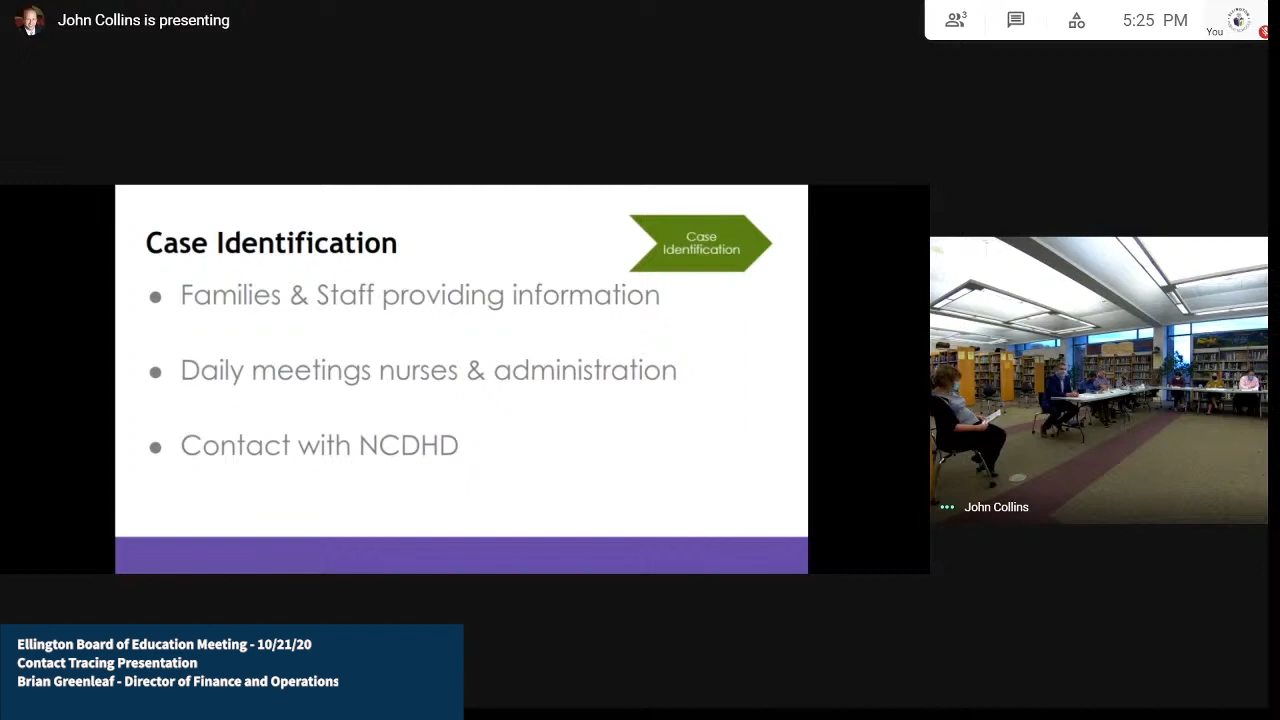 John Collins is presenting
3
5:25 PM
You
Case Identification
Case
Identification
● Families & Staff providing information
● Daily meetings nurses & administration
● Contact with NCDHD
John Collins
Ellington Board of Education Meeting - 10/21/20
Contact Tracing Presentation
Brian Greenleaf - Director of Finance and Operations